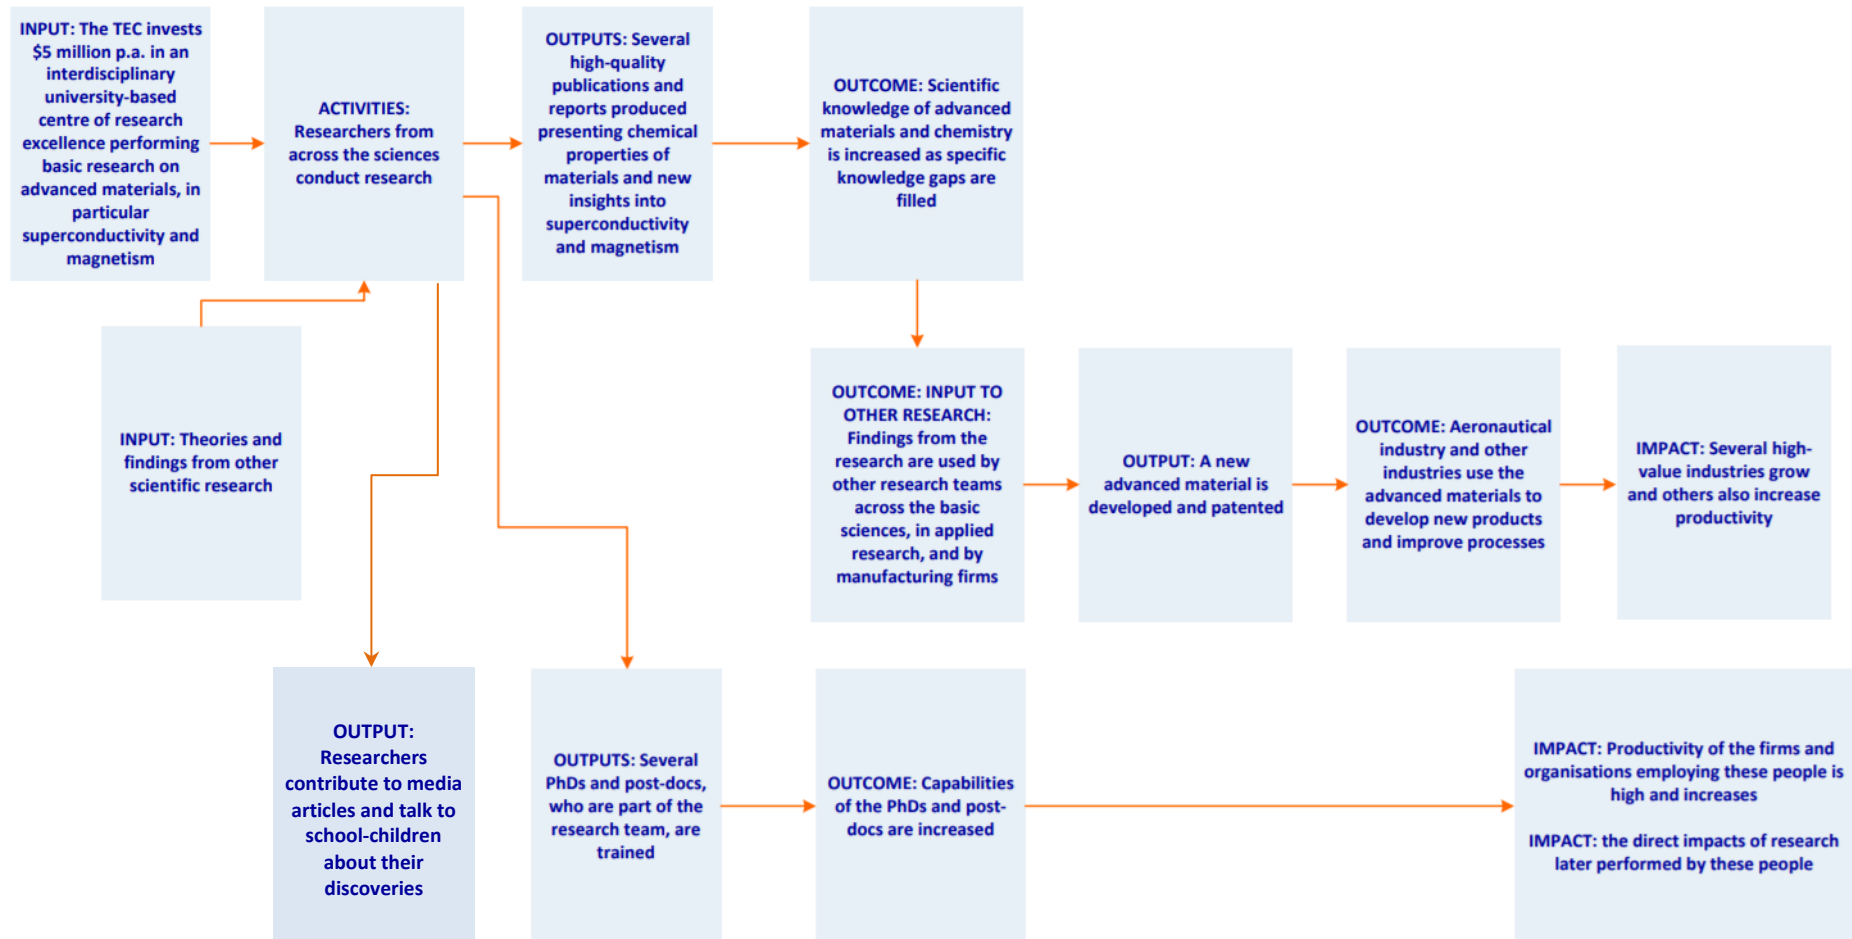 INPUT: The TEC invests
$5 million p.a. in an
interdisciplinary
university-based
centre of research
excellence performing
basic research on
advanced materials, in
particular
superconductivity and
magnetism
ACTIVITIES:
Researchers from
across the sciences
conduct research
OUTPUTS: Several
high-quality
publications and
reports produced
presenting chemical
properties of
materials and new
insights into
superconductivity
and magnetism
OUTCOME: Scientific
knowledge of advanced
materials and chemistry
is increased as specific
knowledge gaps are
filled
INPUT: Theories and
findings from other
scientific research
OUTCOME: INPUT TO
OTHER RESEARCH:
Findings from the
research are used by
other research teams
across the basic
sciences, in applied
research, and by
manufacturing firms
OUTPUT: A new
advanced material is
developed and patented
OUTCOME: Aeronautical
industry and other
industries use the
advanced materials to
develop new products
and improve processes
IMPACT: Several high-
value industries grow
and others also increase
productivity
OUTPUT:
Researchers
contribute to media
articles and talk to
school-children
about their
discoveries
OUTPUTS: Several
PhDs and post-docs,
who are part of the
research team, are
trained
OUTCOME: Capabilities
of the PhDs and post-
docs are increased
IMPACT: Productivity of the firms and
organisations employing these people is
high and increases
IMPACT: the direct impacts of research
later performed by these people